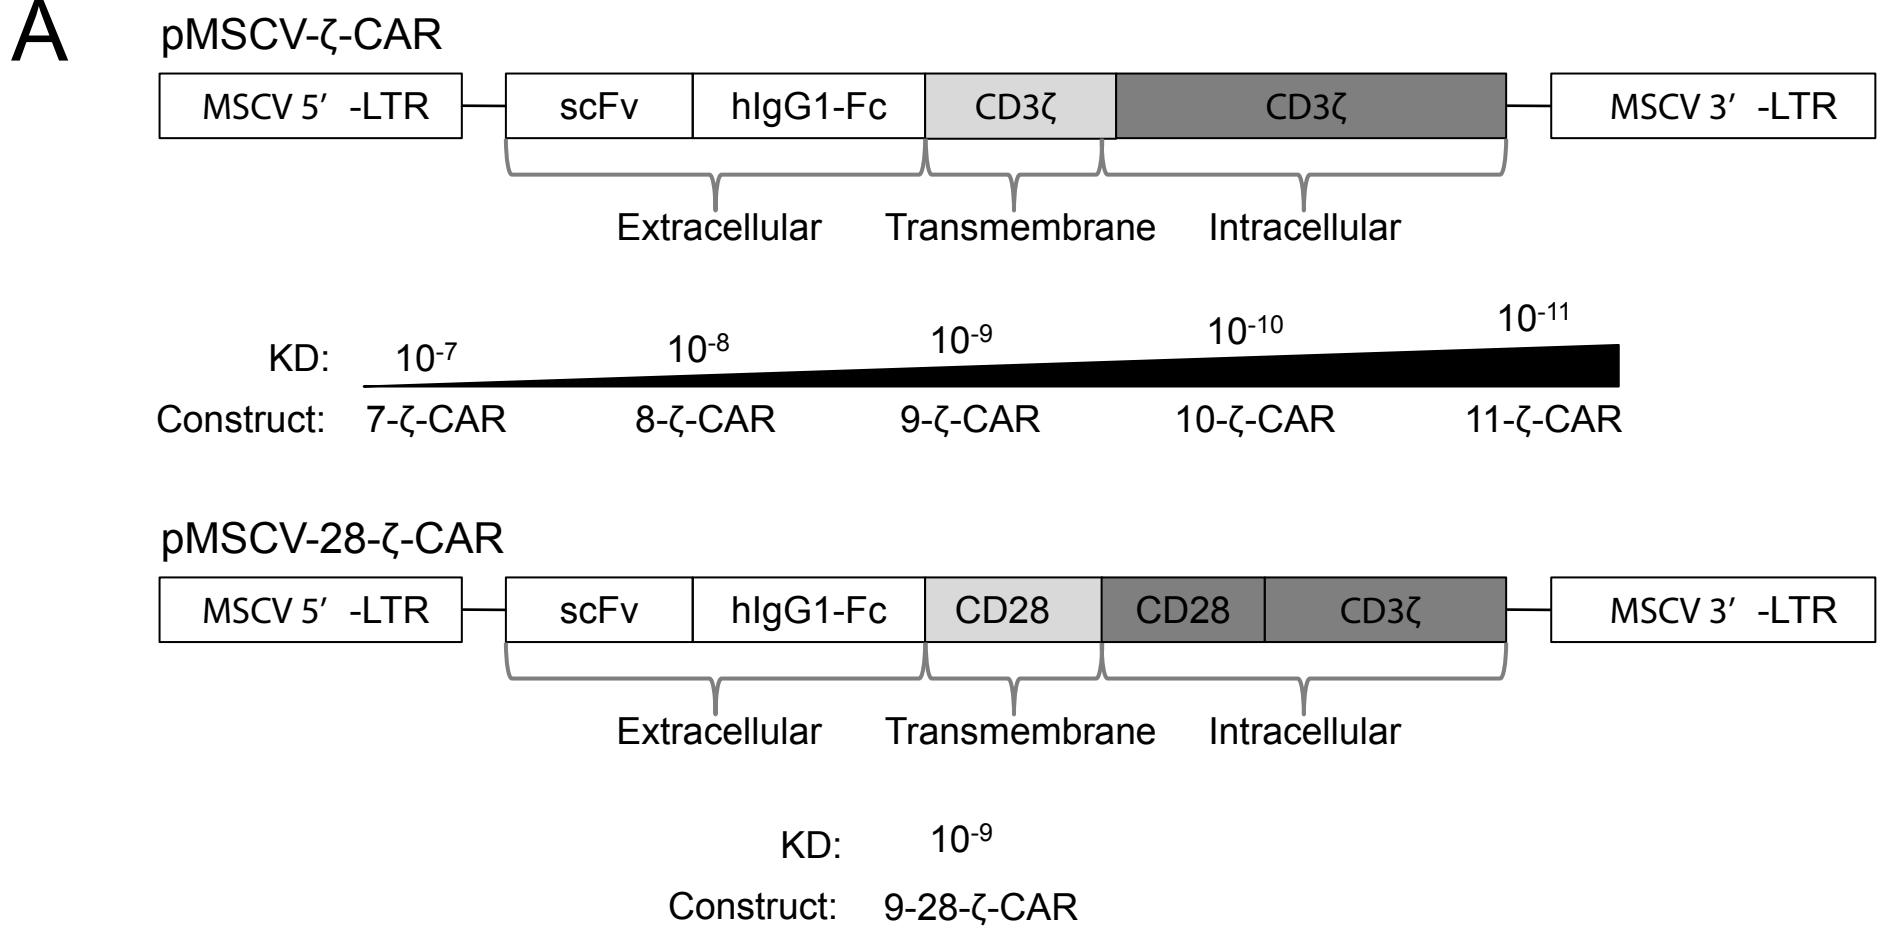 A
pMSCV-ζ-CAR
MSCV 5′ -LTR scFv hIgG1-Fc CD3ζ CD3ζ MSCV 3′ -LTR
Extracellular Transmembrane Intracellular
KD: 10⁻⁷ 10⁻⁸ 10⁻⁹ 10⁻¹⁰ 10⁻¹¹
Construct: 7-ζ-CAR 8-ζ-CAR 9-ζ-CAR 10-ζ-CAR 11-ζ-CAR
pMSCV-28-ζ-CAR
MSCV 5′ -LTR scFv hIgG1-Fc CD28 CD28 CD3ζ MSCV 3′ -LTR
Extracellular Transmembrane Intracellular
KD: 10⁻⁹
Construct: 9-28-ζ-CAR